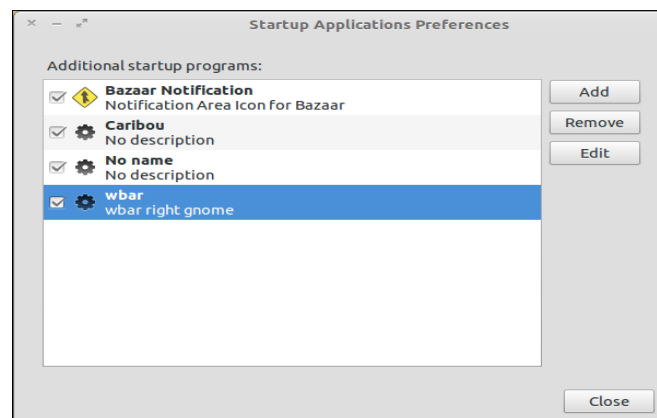 Startup Applications Preferences
Additional startup programs:
Bazaar Notification
Notification Area Icon for Bazaar
Caribou
No description
No name
No description
wbar
wbar right gnome
Add
Remove
Edit
Close